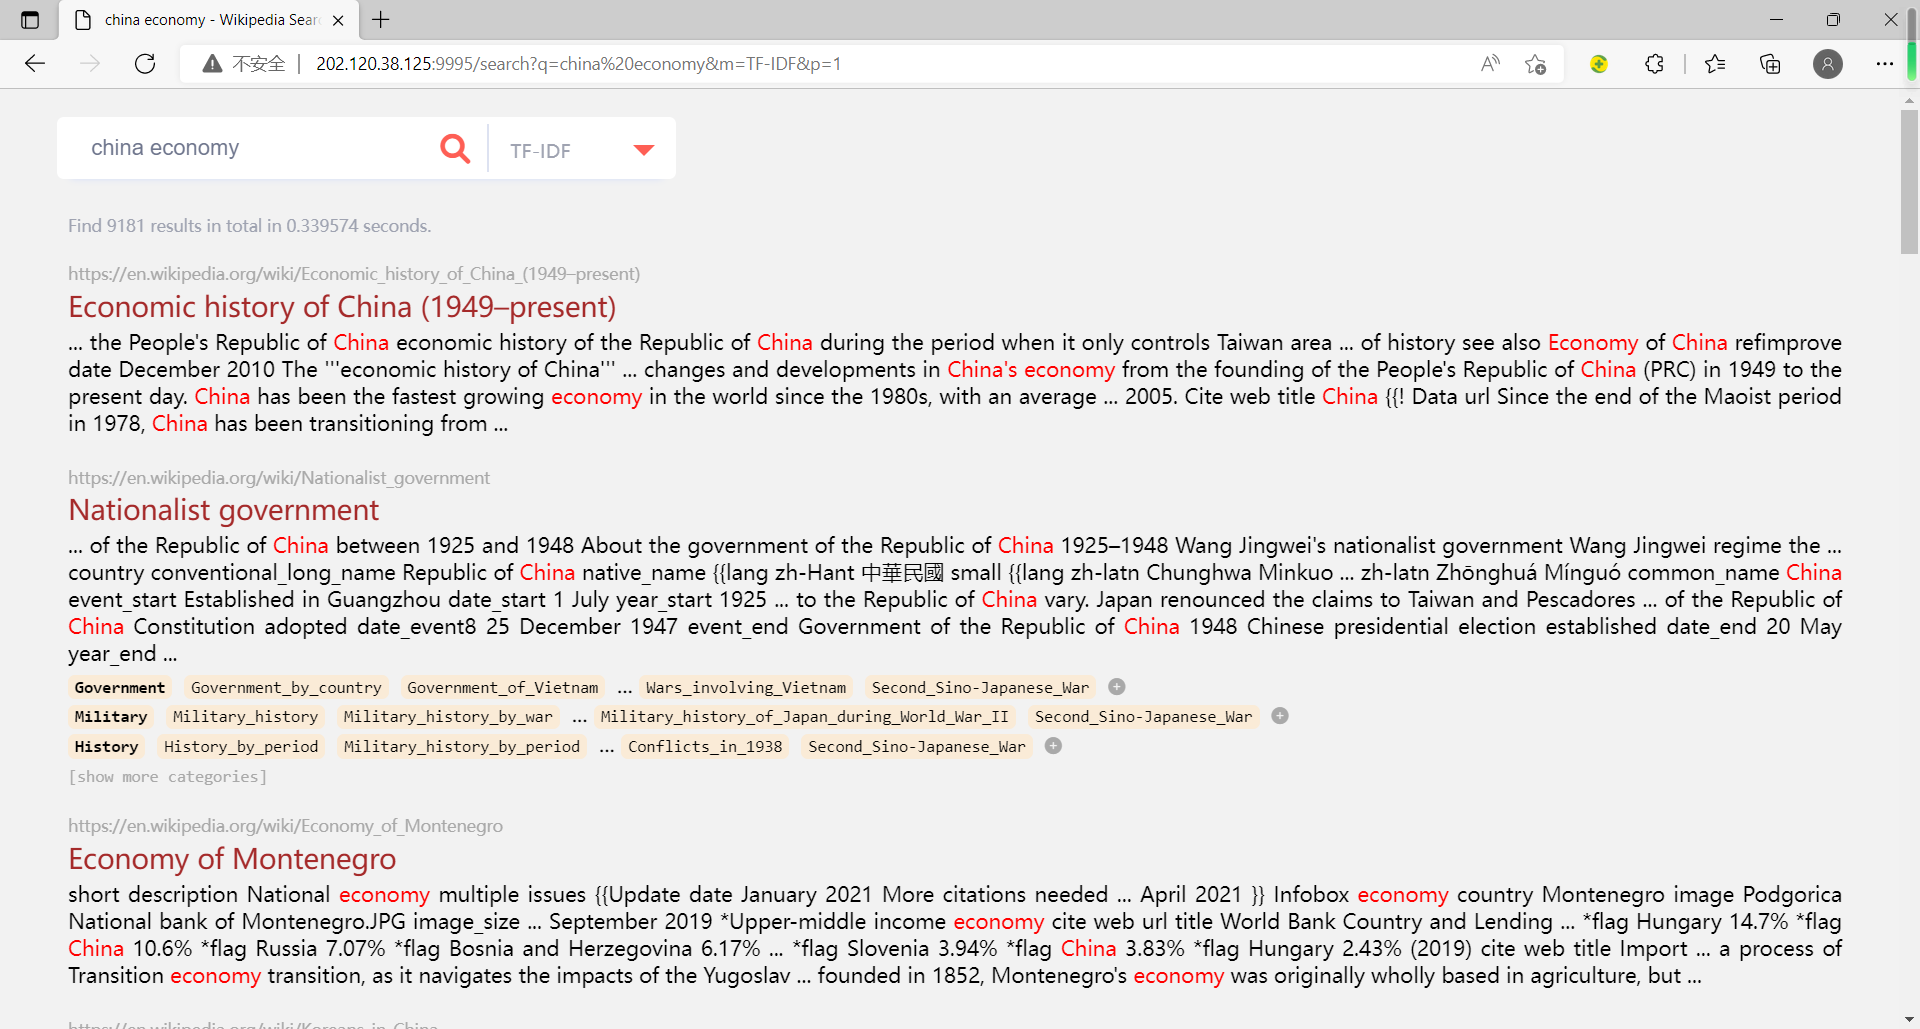 china economy - Wikipedia Sear
不安全 202.120.38.125:9995/search?q=china%20economy&m=TF-IDF&p=1
china economy TF-IDF
Find 9181 results in total in 0.339574 seconds.
https://en.wikipedia.org/wiki/Economic_history_of_China_(1949–present)
Economic history of China (1949–present)
... the People's Republic of China economic history of the Republic of China during the period when it only controls Taiwan area ... of history see also Economy of China refimprove
date December 2010 The '''economic history of China''' ... changes and developments in China's economy from the founding of the People's Republic of China (PRC) in 1949 to the
present day. China has been the fastest growing economy in the world since the 1980s, with an average ... 2005. Cite web title China {{! Data url Since the end of the Maoist period
in 1978, China has been transitioning from ...
https://en.wikipedia.org/wiki/Nationalist_government
Nationalist government
... of the Republic of China between 1925 and 1948 About the government of the Republic of China 1925–1948 Wang Jingwei's nationalist government Wang Jingwei regime the ...
country conventional_long_name Republic of China native_name {{lang zh-Hant 中華民國 small {{lang zh-latn Chunghwa Minkuo ... zh-latn Zhōnghuá Mínguó common_name China
event_start Established in Guangzhou date_start 1 July year_start 1925 ... to the Republic of China vary. Japan renounced the claims to Taiwan and Pescadores ... of the Republic of
China Constitution adopted date_event8 25 December 1947 event_end Government of the Republic of China 1948 Chinese presidential election established date_end 20 May
year_end ...
Government Government_by_country Government_of_Vietnam ... Wars_involving_Vietnam Second_Sino-Japanese_War
Military Military_history Military_history_by_war ... Military_history_of_Japan_during_World_War_II Second_Sino-Japanese_War
History History_by_period Military_history_by_period ... Conflicts_in_1938 Second_Sino-Japanese_War
[show more categories]
https://en.wikipedia.org/wiki/Economy_of_Montenegro
Economy of Montenegro
short description National economy multiple issues {{Update date January 2021 More citations needed ... April 2021 }} Infobox economy country Montenegro image Podgorica
National bank of Montenegro.JPG image_size ... September 2019 *Upper-middle income economy cite web url title World Bank Country and Lending ... *flag Hungary 14.7% *flag
China 10.6% *flag Russia 7.07% *flag Bosnia and Herzegovina 6.17% ... *flag Slovenia 3.94% *flag China 3.83% *flag Hungary 2.43% (2019) cite web title Import ... a process of
Transition economy transition, as it navigates the impacts of the Yugoslav ... founded in 1852, Montenegro's economy was originally wholly based in agriculture, but ...
https://en.wikipedia.org/wiki/Koreans_in_China